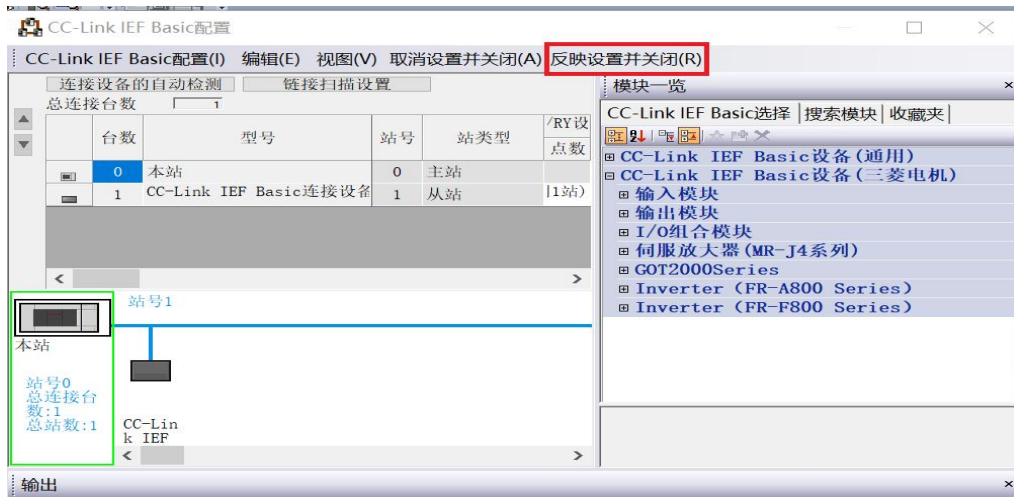 CC-Link IEF Basic配置
CC-Link IEF Basic配置(I) 编辑(E) 视图(V) 取消设置并关闭(A) 反映设置并关闭(R)
连接设备的自动检测 链接扫描设置
总连接台数 1
台数 型号 站号 站类型 /RY设
点数
0 本站 0 主站
1 CC-Link IEF Basic连接设备 1 从站 1站)
站号1
本站
站号0
总连接台
数:1
总站数:1
CC-Lin
k IEF
模块一览
CC-Link IEF Basic选择 搜索模块 收藏夹
CC-Link IEF Basic设备(通用)
CC-Link IEF Basic设备(三菱电机)
输入模块
输出模块
I/O组合模块
伺服放大器(MR-J4系列)
GOT2000Series
Inverter (FR-A800 Series)
Inverter (FR-F800 Series)
输出